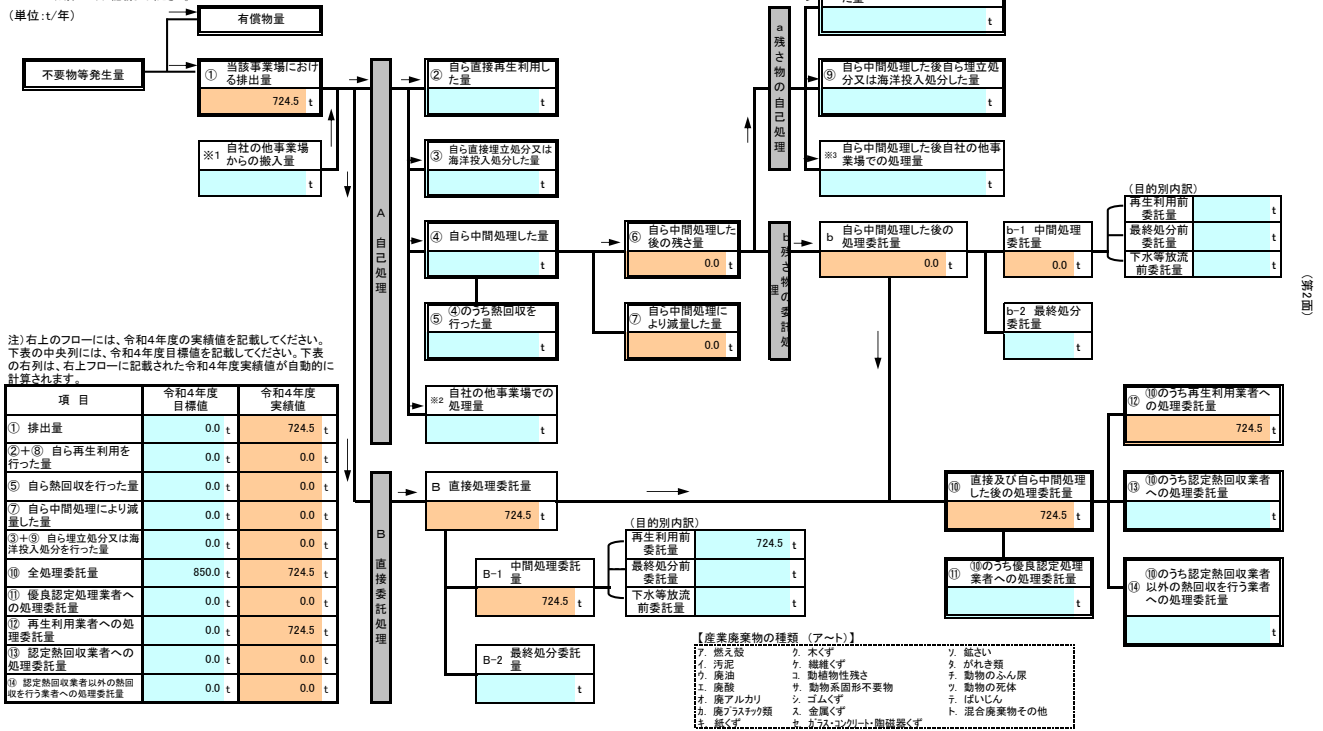 (単位:t/年)
有償物量
t
不要物等発生量
① 当該事業場におけ
る排出量
724.5 t
※1 自社の他事業場
からの搬入量
t
A 自己処理
② 自ら直接再生利用し
た量
t
③ 自ら直接埋立処分又は
海洋投入処分した量
t
④ 自ら中間処理した量
t
⑤ ④のうち熱回収を
行った量
t
※2 自社の他事業場での
処理量
t
⑥ 自ら中間処理した
後の残さ量
0.0 t
⑦ 自ら中間処理によ
り減量した量
0.0 t
a 残さ物の自己処理
た量
t
⑨ 自ら中間処理した後自ら埋立処
分又は海洋投入処分した量
t
※3 自ら中間処理した後自社の他事
業場での処理量
t
b 残さ物の委託処理
b 自ら中間処理した後の
処理委託量
0.0 t
b-1 中間処理
委託量
0.0 t
b-2 最終処分
委託量
t
(目的別内訳)
再生利用前
委託量 t
最終処分前
委託量 t
下水等放流
前委託量 t
(第2面)
注)右上のフローには、令和4年度の実績値を記載してください。
下表の中央列には、令和4年度目標値を記載してください。下表
の右列は、右上フローに記載された令和4年度実績値が自動的に
計算されます。
項 目 令和4年度
目標値 令和4年度
実績値
① 排出量 0.0 t 724.5 t
②+⑧ 自ら再生利用を
行った量 0.0 t 0.0 t
⑤ 自ら熱回収を行った量 0.0 t 0.0 t
⑦ 自ら中間処理により減
量した量 0.0 t 0.0 t
③+⑨ 自ら埋立処分又は海
洋投入処分を行った量 0.0 t 0.0 t
⑩ 全処理委託量 850.0 t 724.5 t
⑪ 優良認定処理業者へ
の処理委託量 0.0 t 0.0 t
⑫ 再生利用業者への処
理委託量 0.0 t 724.5 t
⑬ 認定熱回収業者への
処理委託量 0.0 t 0.0 t
⑭ 認定熱回収業者以外の熱回
収を行う業者への処理委託量 0.0 t 0.0 t
B 直接委託処理
B 直接処理委託量
724.5 t
B-1 中間処理委託
量
724.5 t
B-2 最終処分委託
量
t
(目的別内訳)
再生利用前
委託量 724.5 t
最終処分前
委託量
下水等放流
前委託量 t
⑩ 直接及び自ら中間処理
した後の処理委託量
724.5 t
⑪ ⑩のうち優良認定処理
業者への処理委託量
t
⑫ ⑩のうち再生利用業者へ
の処理委託量
724.5 t
⑬ ⑩のうち認定熱回収業者
への処理委託量
t
⑭ ⑩のうち認定熱回収業者
以外の熱回収を行う業者
への処理委託量
t
【産業廃棄物の種類 (ア~ト)】
ア. 燃え殻 ク. 木くず ソ. 鉱さい
イ. 汚泥 ケ. 繊維くず タ. がれき類
ウ. 廃油 コ. 動植物性残さ チ. 動物のふん尿
エ. 廃酸 サ. 動物系固形不要物 ツ. 動物の死体
オ. 廃アルカリ シ. ゴムくず テ. ばいじん
カ. 廃プラスチック類 ス. 金属くず ト. 混合廃棄物その他
キ. 紙くず セ. ガラス・コンクリート・陶磁器くず